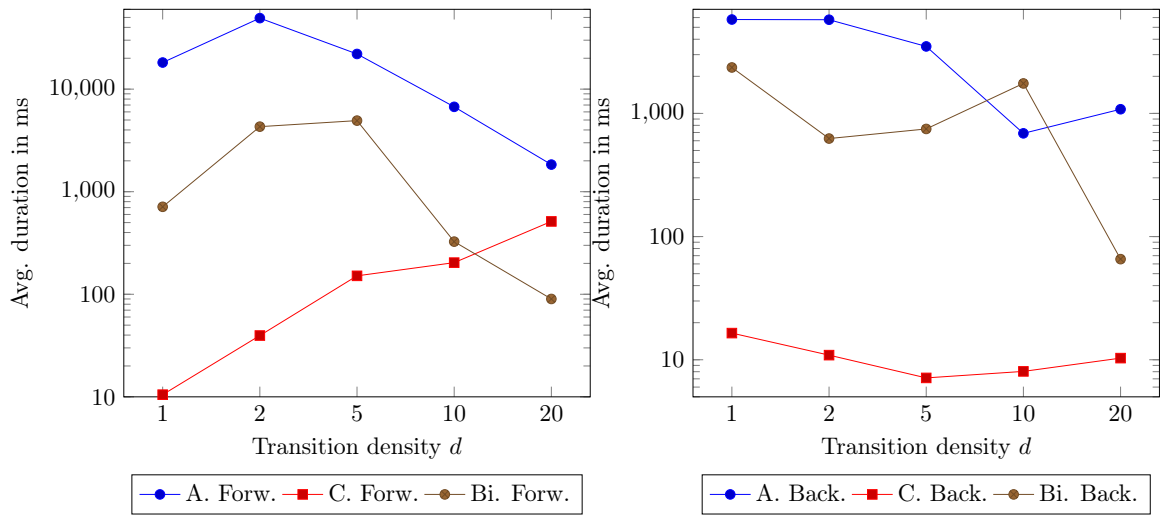 Avg. duration in ms
10,000
1,000
100
10
1 2 5 10 20
Transition density d
A. Forw. C. Forw. Bi. Forw.
Avg. duration in ms
1,000
100
10
1 2 5 10 20
Transition density d
A. Back. C. Back. Bi. Back.